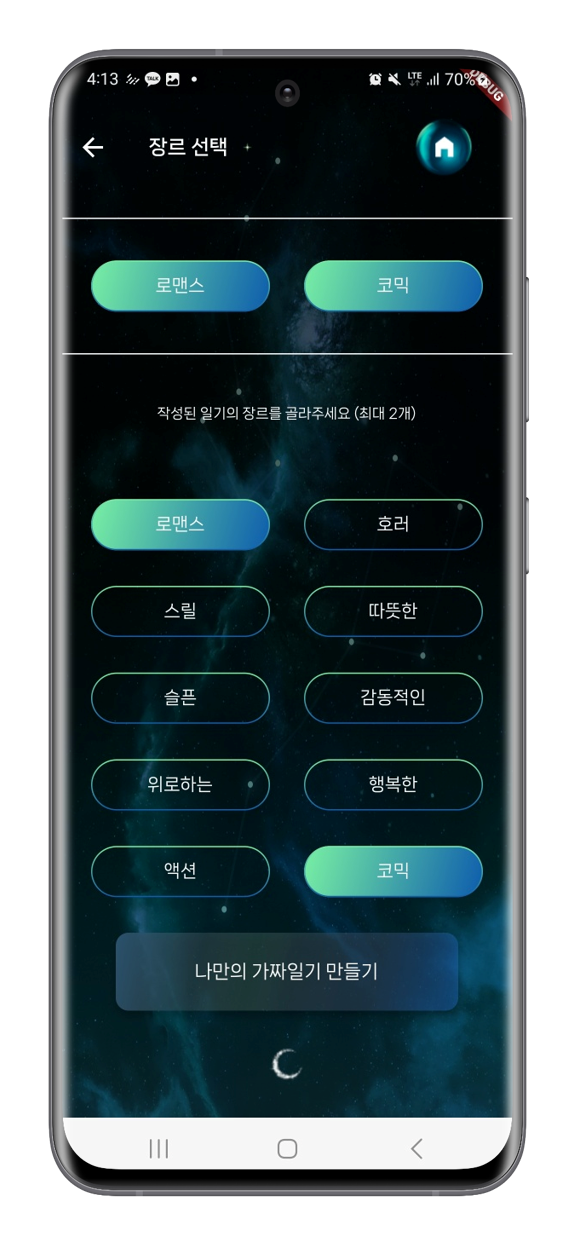 4:13
TALK
LTE
70%
DEBUG
장르 선택
로맨스 코믹
작성된 일기의 장르를 골라주세요 (최대 2개)
로맨스 호러
스릴 따뜻한
슬픈 감동적인
위로하는 행복한
액션 코믹
나만의 가짜일기 만들기